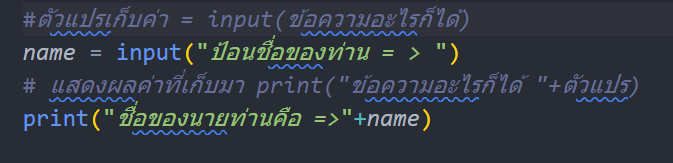 #ตัวแปรเก็บค่า = input(ข้อความอะไรก็ได้)
name = input("ป้อนชื่อของท่าน = > ")
# แสดงผลค่าที่เก็บมา print("ข้อความอะไรก็ได้ "+ตัวแปร)
print("ชื่อของนายท่านคือ =>"+name)